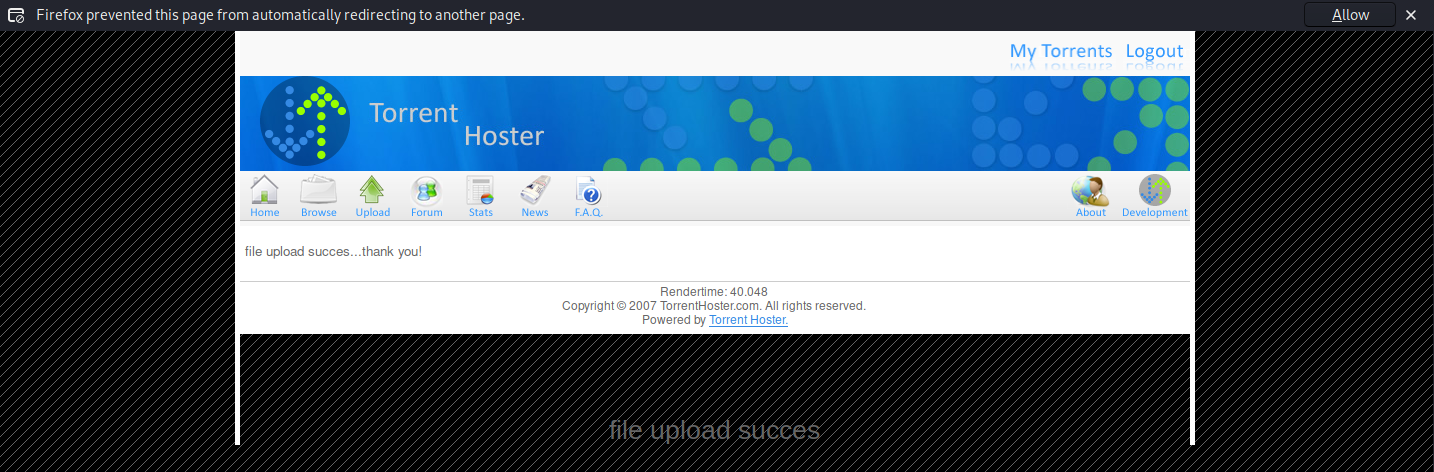 Firefox prevented this page from automatically redirecting to another page.
Allow
My Torrents Logout
Torrent
Hoster
Home Browse Upload Forum Stats News F.A.Q. About Development
file upload succes...thank you!
Rendertime: 40.048
Copyright © 2007 TorrentHoster.com. All rights reserved.
Powered by Torrent Hoster.
file upload succes